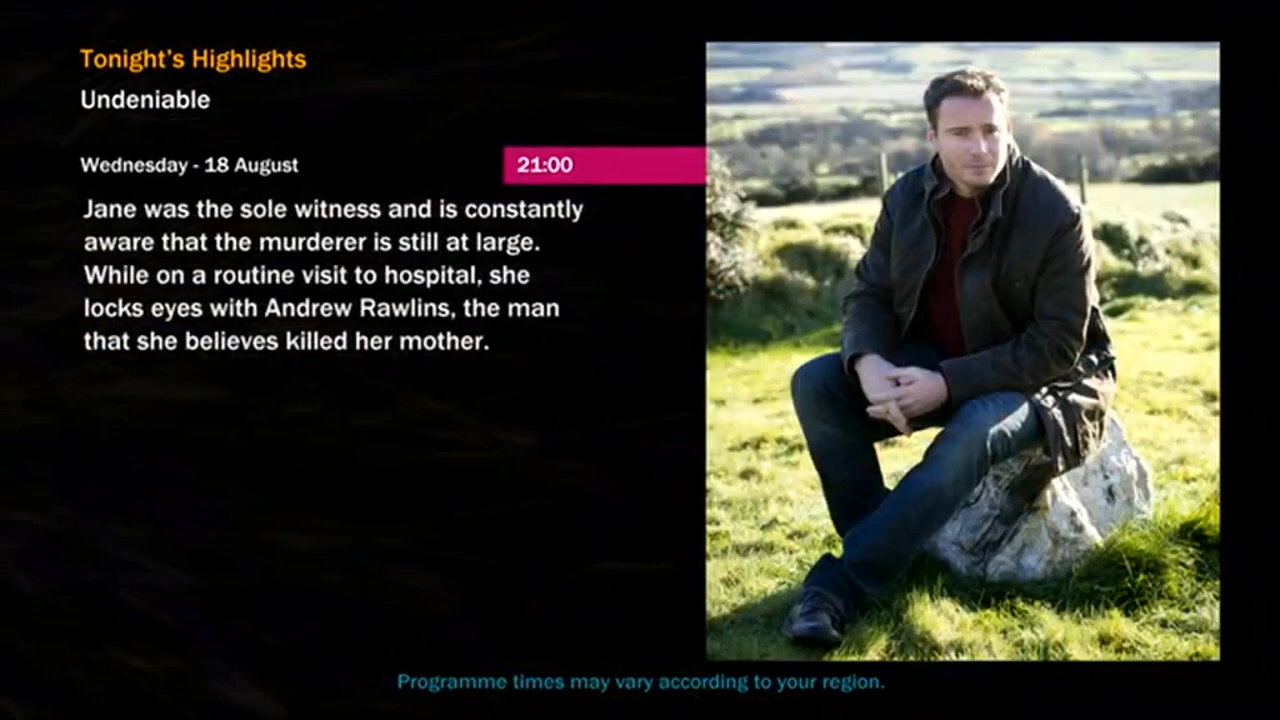 Tonight's Highlights
Undeniable
Wednesday - 18 August
21:00
Jane was the sole witness and is constantly
aware that the murderer is still at large.
While on a routine visit to hospital, she
locks eyes with Andrew Rawlins, the man
that she believes killed her mother.
Programme times may vary according to your region.